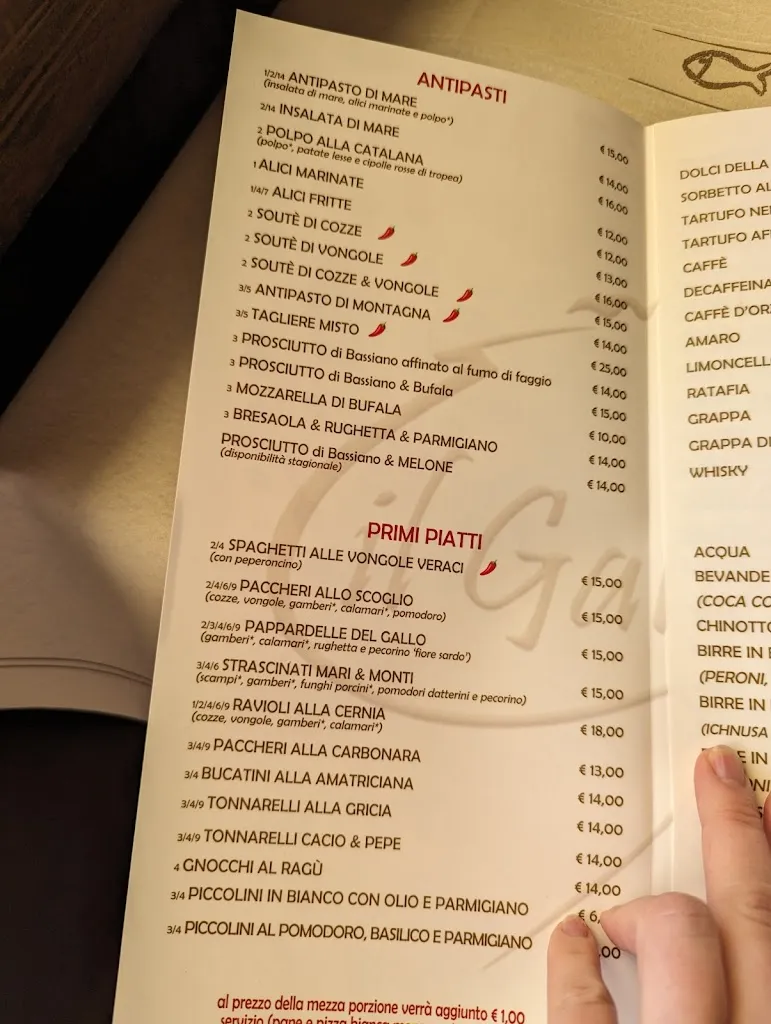 ANTIPASTI
1/2/14 ANTIPASTO DI MARE € 15,00
(insalata di mare, alici marinate e polpo*)
2/14 INSALATA DI MARE € 14,00
2 POLPO ALLA CATALANA € 16,00
(polpo*, patate lesse e cipolle rosse di tropea)
1 ALICI MARINATE € 12,00
1/4/7 ALICI FRITTE € 12,00
2 SOUTÈ DI COZZE € 13,00
2 SOUTÈ DI VONGOLE € 16,00
2 SOUTÈ DI COZZE & VONGOLE € 15,00
3/5 ANTIPASTO DI MONTAGNA € 14,00
3/5 TAGLIERE MISTO € 25,00
3 PROSCIUTTO di Bassiano affinato al fumo di faggio € 14,00
3 PROSCIUTTO di Bassiano & Bufala € 15,00
3 MOZZARELLA DI BUFALA € 10,00
3 BRESAOLA & RUGHETTA & PARMIGIANO € 14,00
PROSCIUTTO di Bassiano & MELONE € 14,00
(disponibilità stagionale)
il Ga
PRIMI PIATTI
2/4 SPAGHETTI ALLE VONGOLE VERACI € 15,00
(con peperoncino)
2/4/6/9 PACCHERI ALLO SCOGLIO € 15,00
(cozze, vongole, gamberi*, calamari*, pomodoro)
2/3/4/6/9 PAPPARDELLE DEL GALLO € 15,00
(gamberi*, calamari*, rughetta e pecorino 'fiore sardo')
3/4/6 STRASCINATI MARI & MONTI € 15,00
(scampi*, gamberi*, funghi porcini*, pomodori datterini e pecorino)
1/2/4/6/9 RAVIOLI ALLA CERNIA € 18,00
(cozze, vongole, gamberi*, calamari*)
3/4/9 PACCHERI ALLA CARBONARA € 13,00
3/4 BUCATINI ALLA AMATRICIANA € 14,00
3/4/9 TONNARELLI ALLA GRICIA € 14,00
3/4/9 TONNARELLI CACIO & PEPE € 14,00
4 GNOCCHI AL RAGÙ € 14,00
3/4 PICCOLINI IN BIANCO CON OLIO E PARMIGIANO € 6,
3/4 PICCOLINI AL POMODORO, BASILICO E PARMIGIANO ,00
al prezzo della mezza porzione verrà aggiunto € 1,00
servizio (pane e pizza bianca
DOLCI DELLA
SORBETTO AL
TARTUFO NE
TARTUFO AF
CAFFÈ
DECAFFEINA
CAFFÈ D'OR
AMARO
LIMONCELL
RATAFIA
GRAPPA
GRAPPA DI
WHISKY
ACQUA
BEVANDE
(COCA CO
CHINOTTO
BIRRE IN
(PERONI,
BIRRE IN
(ICHNUSA
E IN